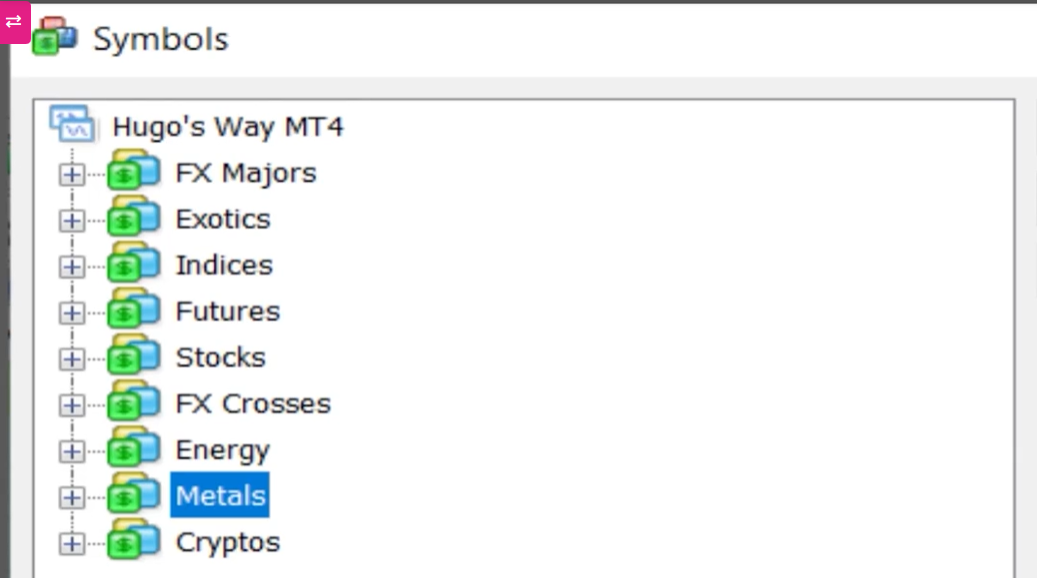 Symbols
Hugo's Way MT4
FX Majors
Exotics
Indices
Futures
Stocks
FX Crosses
Energy
Metals
Cryptos